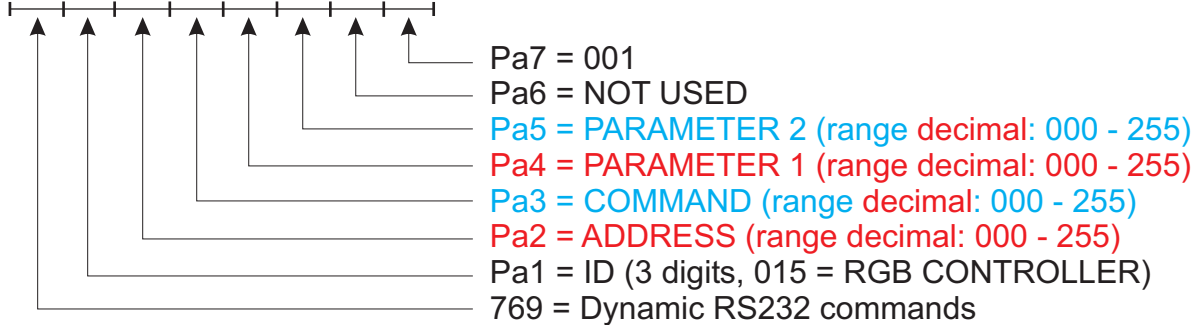 Pa7 = 001
Pa6 = NOT USED
Pa5 = PARAMETER 2 (range decimal: 000 - 255)
Pa4 = PARAMETER 1 (range decimal: 000 - 255)
Pa3 = COMMAND (range decimal: 000 - 255)
Pa2 = ADDRESS (range decimal: 000 - 255)
Pa1 = ID (3 digits, 015 = RGB CONTROLLER)
769 = Dynamic RS232 commands